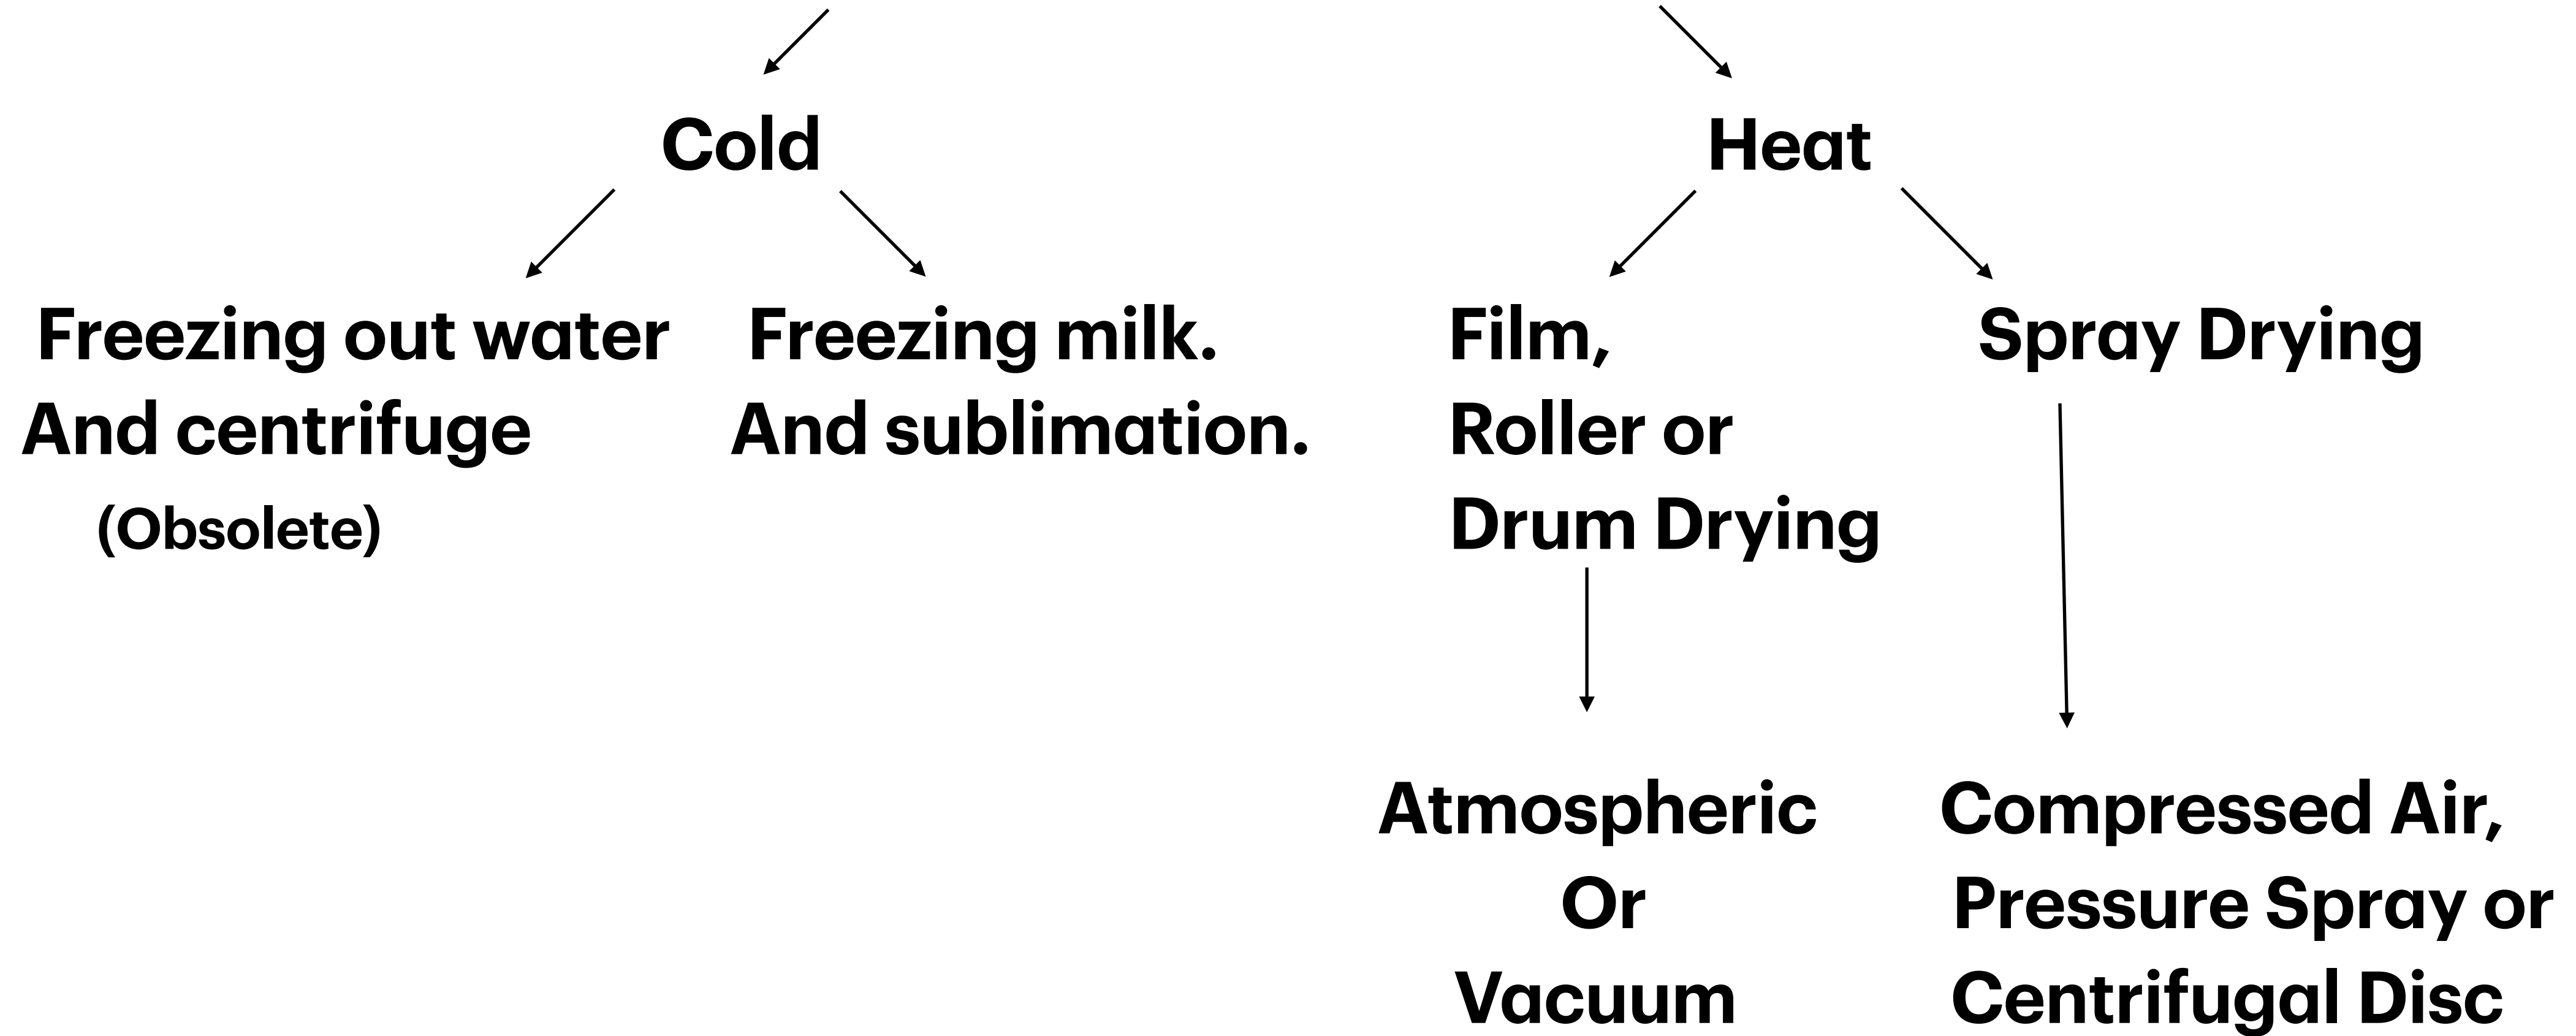 Cold
Heat
Freezing out water
And centrifuge
(Obsolete)
Freezing milk.
And sublimation.
Film,
Roller or
Drum Drying
Spray Drying
Atmospheric
Or
Vacuum
Compressed Air,
Pressure Spray or
Centrifugal Disc